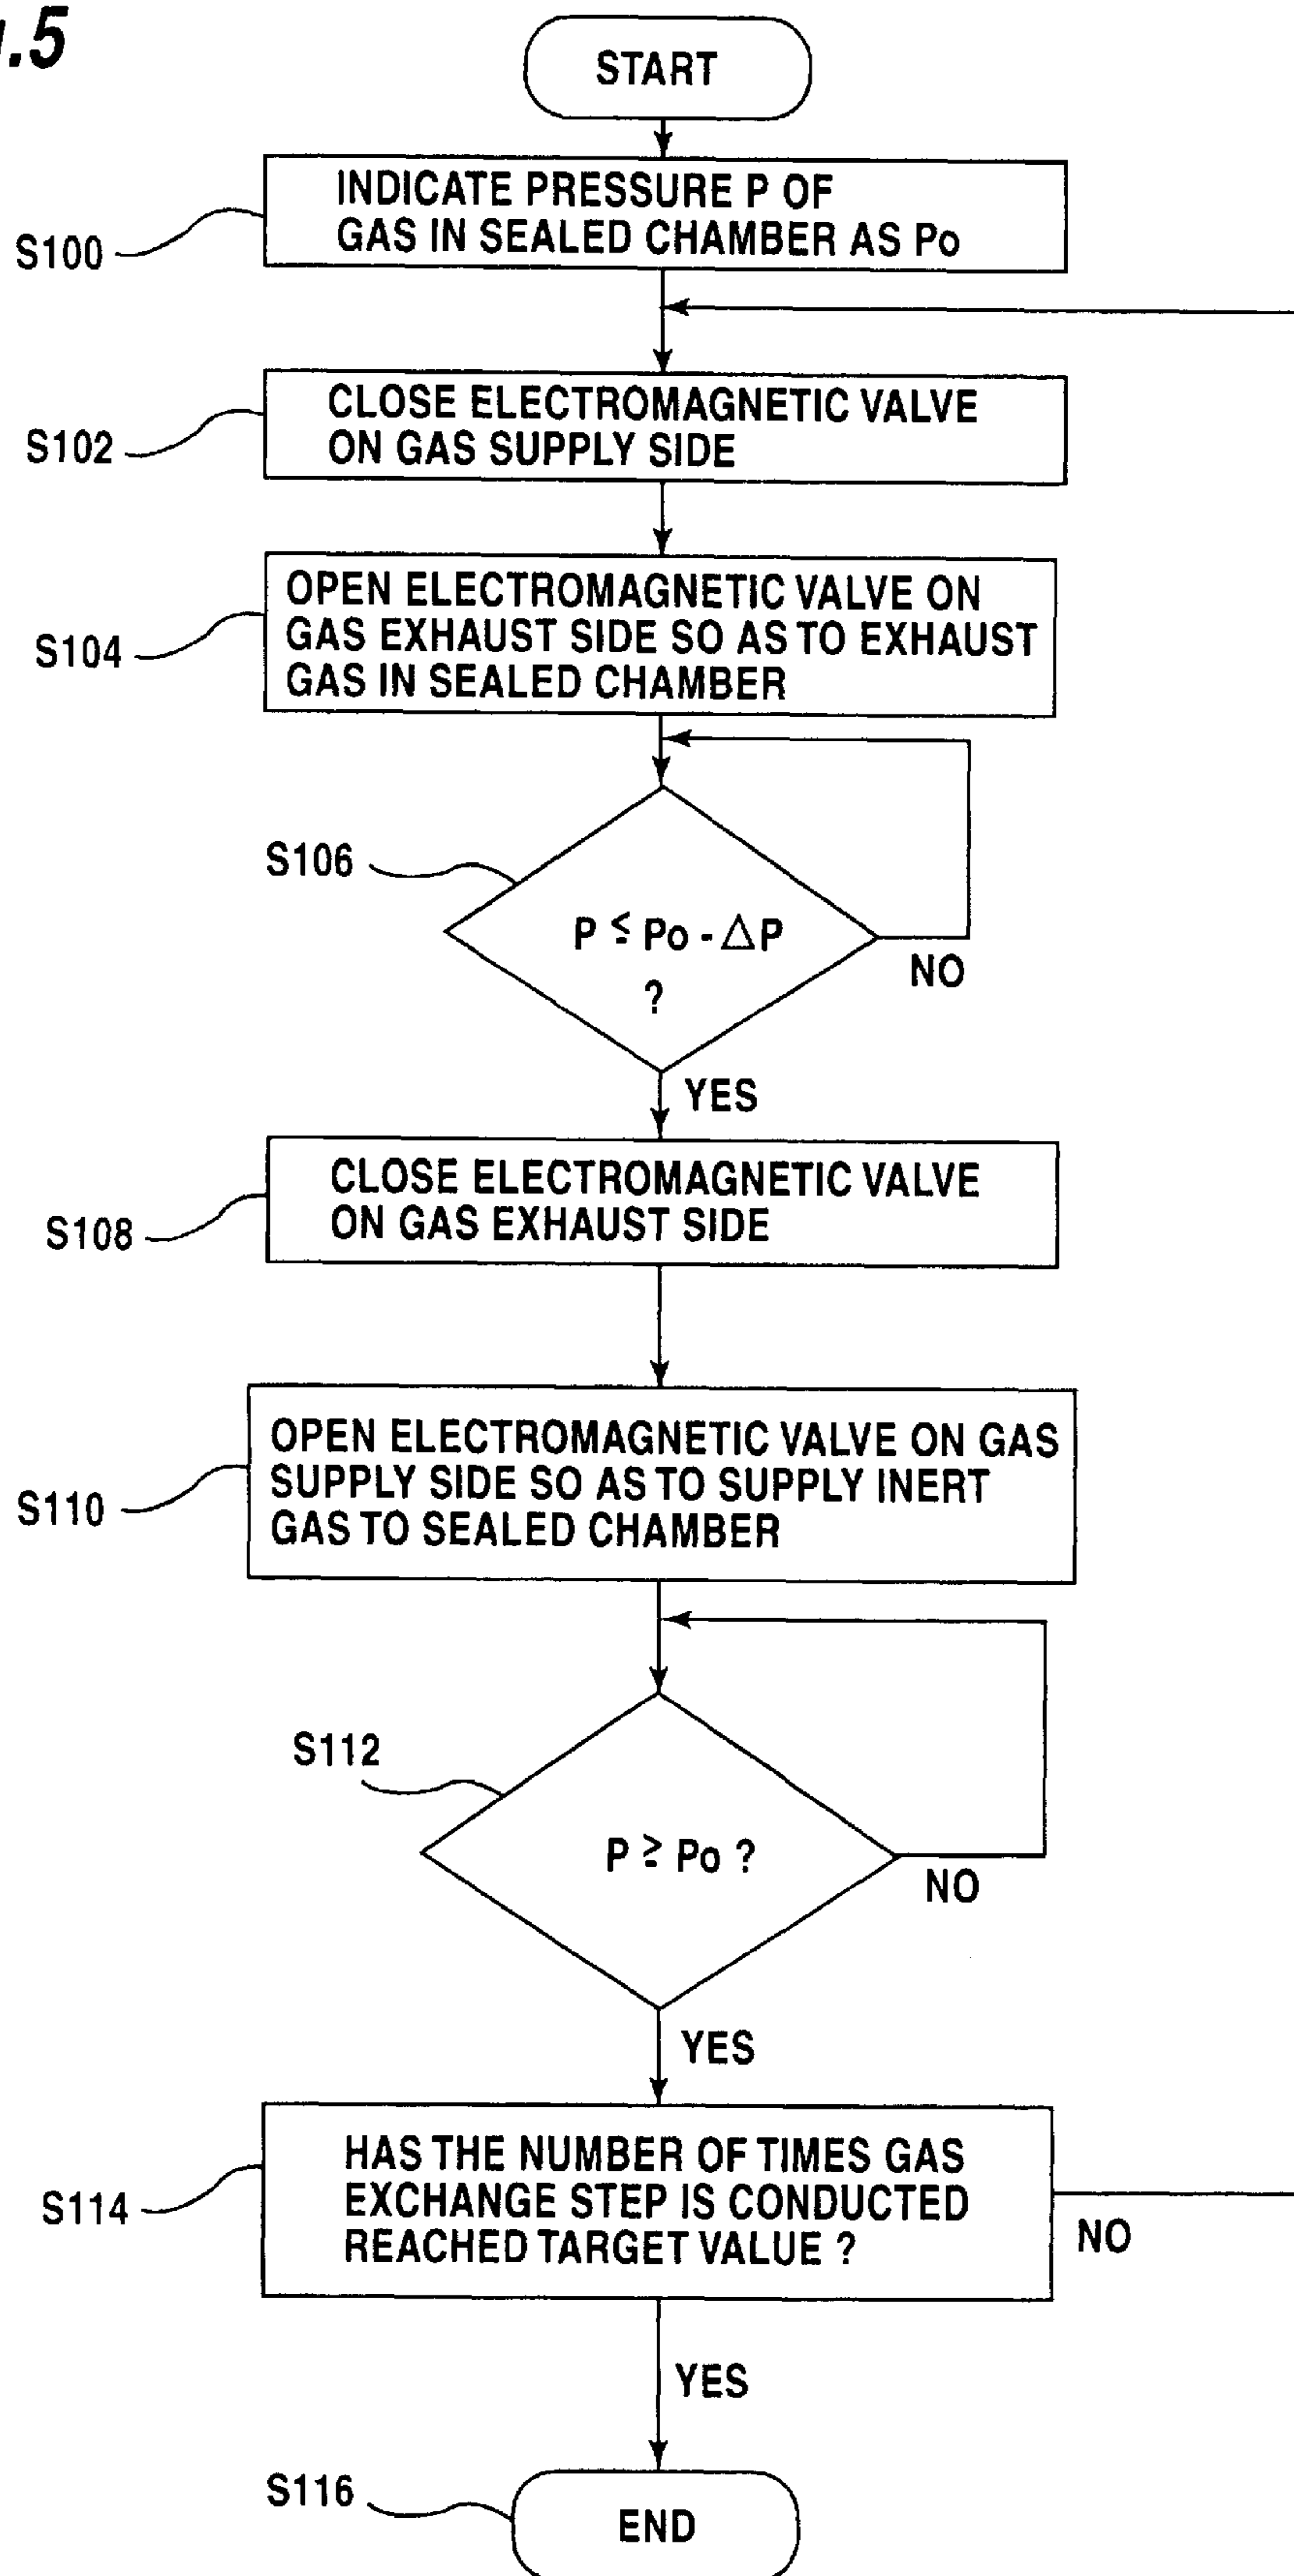 .5
START
INDICATE PRESSURE P OF
GAS IN SEALED CHAMBER AS Po
S100
CLOSE ELECTROMAGNETIC VALVE
ON GAS SUPPLY SIDE
S102
OPEN ELECTROMAGNETIC VALVE ON
GAS EXHAUST SIDE SO AS TO EXHAUST
GAS IN SEALED CHAMBER
S104
S106
P ≤ Po - △P
?
NO
YES
CLOSE ELECTROMAGNETIC VALVE
ON GAS EXHAUST SIDE
S108
OPEN ELECTROMAGNETIC VALVE ON GAS
SUPPLY SIDE SO AS TO SUPPLY INERT
GAS TO SEALED CHAMBER
S110
S112
P ≥ Po ?
NO
YES
HAS THE NUMBER OF TIMES GAS
EXCHANGE STEP IS CONDUCTED
REACHED TARGET VALUE ?
S114
NO
YES
S116
END